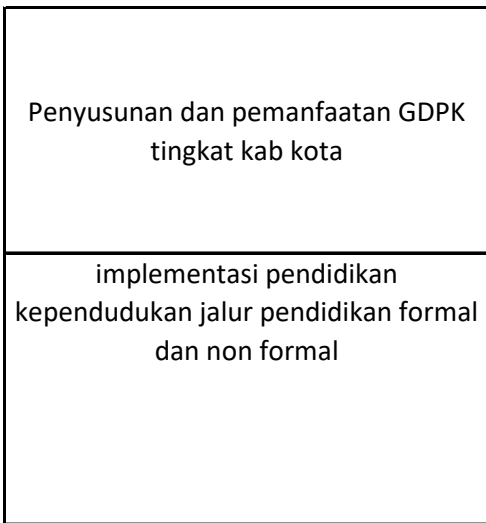 Penyusunan dan pemanfaatan GDPK
tingkat kab kota
implementasi pendidikan
kependudukan jalur pendidikan formal
dan non formal